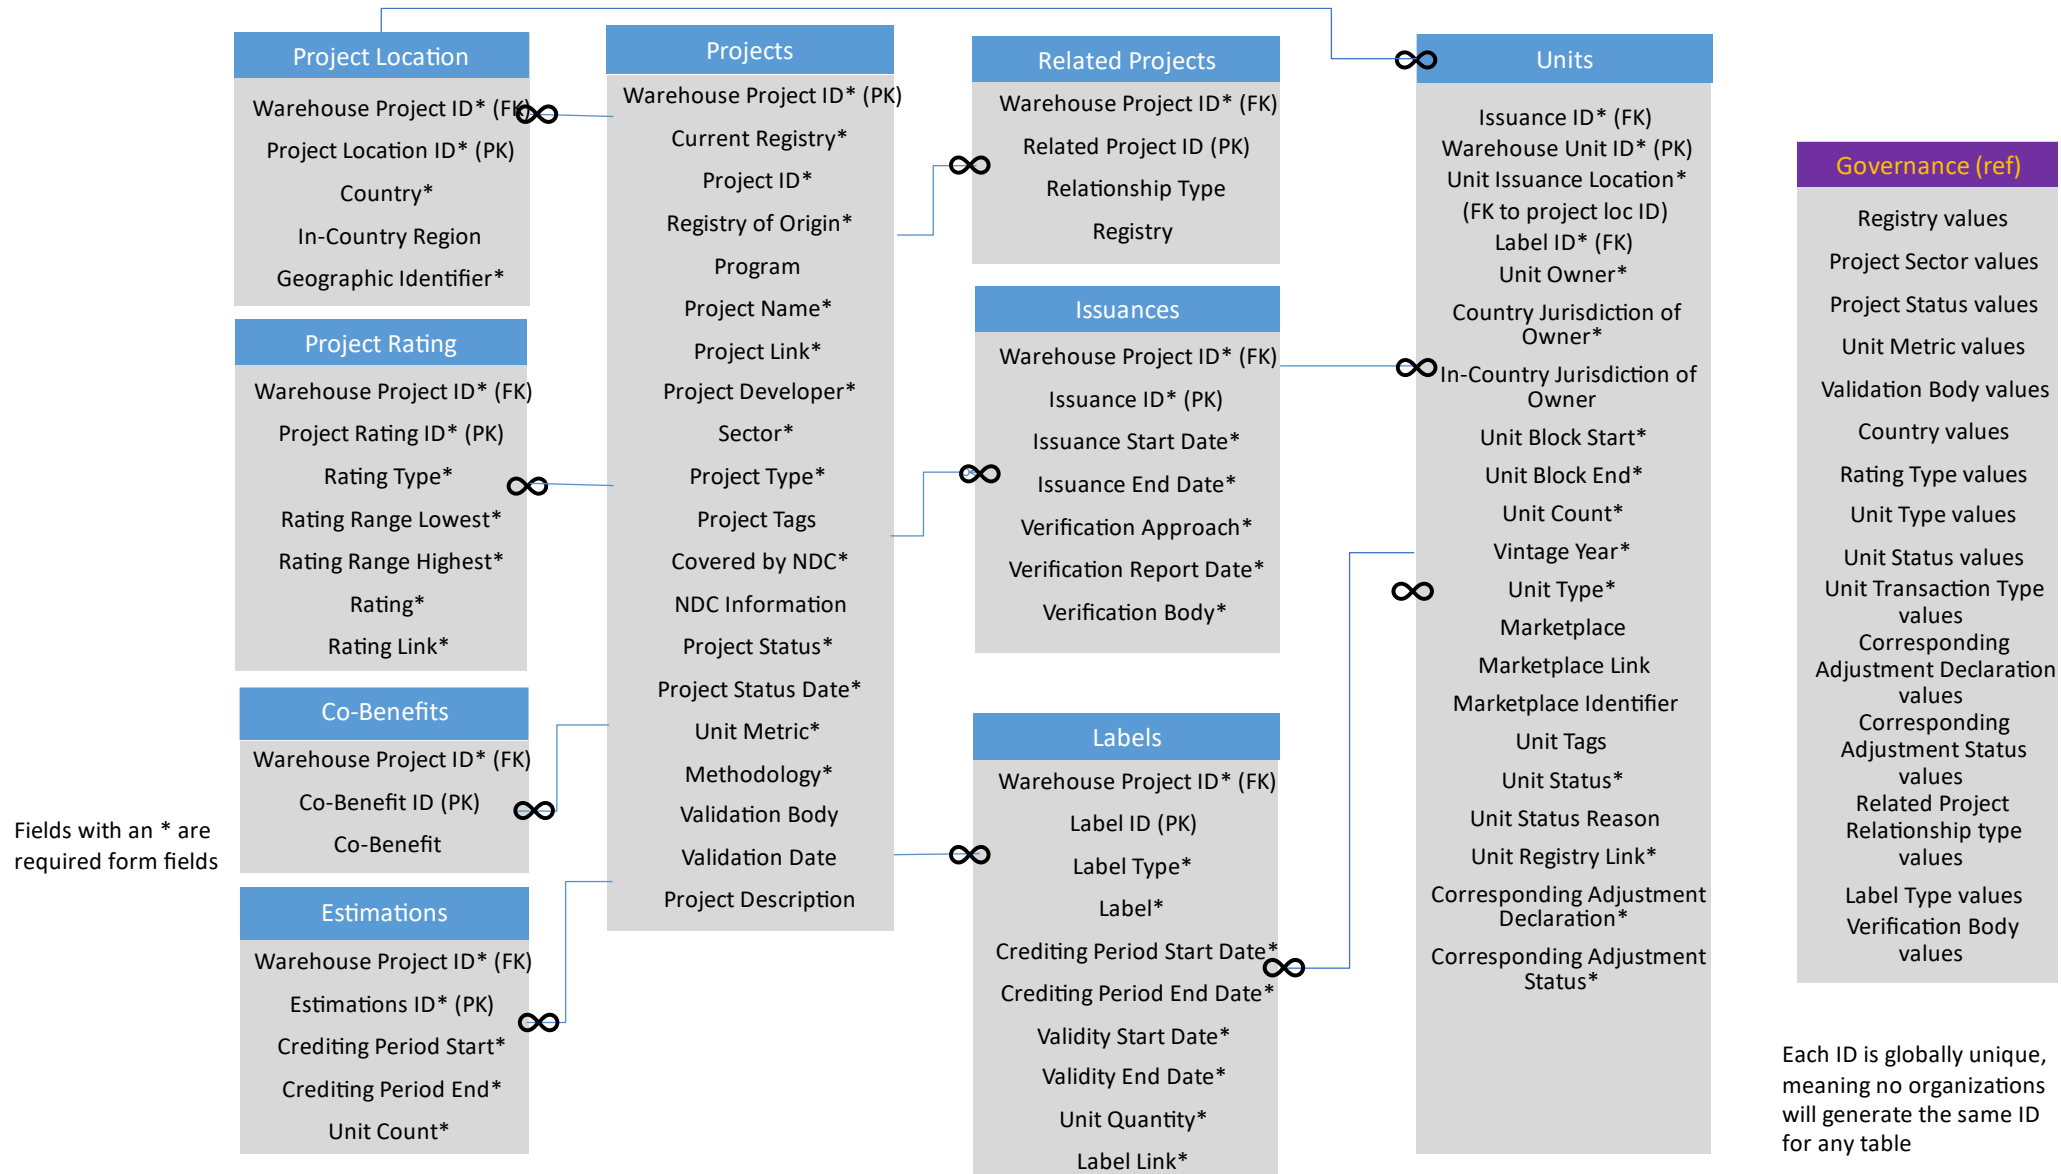 Project Location
Warehouse Project ID* (FK)
Project Location ID* (PK)
Country*
In-Country Region
Geographic Identifier*
Project Rating
Warehouse Project ID* (FK)
Project Rating ID* (PK)
Rating Type*
Rating Range Lowest*
Rating Range Highest*
Rating*
Rating Link*
Co-Benefits
Warehouse Project ID* (FK)
Co-Benefit ID (PK)
Co-Benefit
Fields with an * are
required form fields
Estimations
Warehouse Project ID* (FK)
Estimations ID* (PK)
Crediting Period Start*
Crediting Period End*
Unit Count*
Projects
Warehouse Project ID* (PK)
Current Registry*
Project ID*
Registry of Origin*
Program
Project Name*
Project Link*
Project Developer*
Sector*
Project Type*
Project Tags
Covered by NDC*
NDC Information
Project Status*
Project Status Date*
Unit Metric*
Methodology*
Validation Body
Validation Date
Project Description
Related Projects
Warehouse Project ID* (FK)
Related Project ID (PK)
Relationship Type
Registry
Issuances
Warehouse Project ID* (FK)
Issuance ID* (PK)
Issuance Start Date*
Issuance End Date*
Verification Approach*
Verification Report Date*
Verification Body*
Labels
Warehouse Project ID* (FK)
Label ID (PK)
Label Type*
Label*
Crediting Period Start Date*
Crediting Period End Date*
Validity Start Date*
Validity End Date*
Unit Quantity*
Label Link*
Units
Issuance ID* (FK)
Warehouse Unit ID* (PK)
Unit Issuance Location*
(FK to project loc ID)
Label ID* (FK)
Unit Owner*
Country Jurisdiction of
Owner*
In-Country Jurisdiction of
Owner
Unit Block Start*
Unit Block End*
Unit Count*
Vintage Year*
Unit Type*
Marketplace
Marketplace Link
Marketplace Identifier
Unit Tags
Unit Status*
Unit Status Reason
Unit Registry Link*
Corresponding Adjustment
Declaration*
Corresponding Adjustment
Status*
Governance (ref)
Registry values
Project Sector values
Project Status values
Unit Metric values
Validation Body values
Country values
Rating Type values
Unit Type values
Unit Status values
Unit Transaction Type
values
Corresponding
Adjustment Declaration
values
Corresponding
Adjustment Status
values
Related Project
Relationship type
values
Label Type values
Verification Body
values
Each ID is globally unique,
meaning no organizations
will generate the same ID
for any table